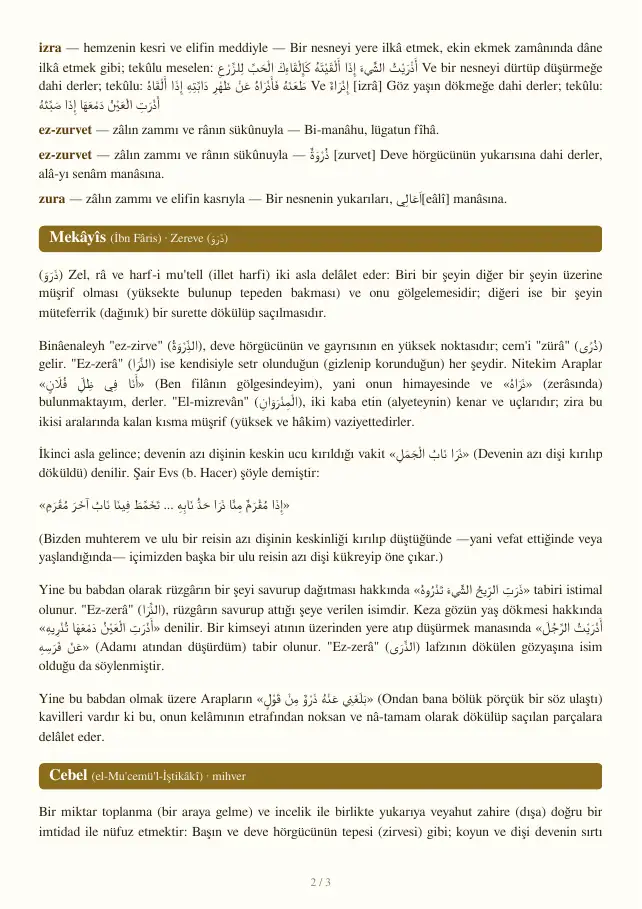 izra — hemzenin kesri ve elifin meddiyle — Bir nesneyi yere ilkâ etmek, ekin ekmek zamânında dâne
ilkâ etmek gibi; tekûlu meselen: أَذْرَيْتُ الشَّيءَ إِذَا أَلْقَيْتَهُ كَإِلْقَاءِكَ الْحَبَّ لِلزَّرْعِ Ve bir nesneyi dürtüp düşürmeğe
dahi derler; tekûlu: طَعَنَهُ فَأَذْرَاهُ عَنْ ظَهْرِ دَابَّتِهِ إِذَا أَلْقَاهُ Ve إِذْرَاءٌ [izrâ] Göz yaşın dökmeğe dahi derler; tekûlu:
أَذْرَتِ الْعَيْنُ دَمْعَهَا إِذَا صَبَّتْهُ
ez-zurvet — zâlın zammı ve rânın sükûnuyla — Bi-manâhu, lügatun fîhâ.
ez-zurvet — zâlın zammı ve rânın sükûnuyla — ذُرْوَةٌ [zurvet] Deve hörgücünün yukarısına dahi derler,
alâ-yı senâm manâsına.
zura — zâlın zammı ve elifin kasrıyla — Bir nesnenin yukarıları, أَعَالِي[eâlî] manâsına.
Mekâyîs (İbn Fâris) · Zereve (ذَرَوَ)
(ذَرَوَ) Zel, râ ve harf-i mu'tell (illet harfi) iki asla delâlet eder: Biri bir şeyin diğer bir şeyin üzerine
müşrif olması (yüksekte bulunup tepeden bakması) ve onu gölgelemesidir; diğeri ise bir şeyin
müteferrik (dağınık) bir surette dökülüp saçılmasıdır.
Binâenaleyh "ez-zirve" (الذِّرْوَةُ), deve hörgücünün ve gayrısının en yüksek noktasıdır; cem'i "zürâ" (ذُرًى)
gelir. "Ez-zerâ" (الذَّرَا) ise kendisiyle setr olunduğun (gizlenip korunduğun) her şeydir. Nitekim Araplar
«أَنَا فِي ظِلِّ فُلَانٍ» (Ben filânın gölgesindeyim), yani onun himayesinde ve «ذَرَاهُ» (zerâsında)
bulunmaktayım, derler. "El-mizrevân" (الْمِذْرَوَانِ), iki kaba etin (alyeteynin) kenar ve uçlarıdır; zira bu
ikisi aralarında kalan kısma müşrif (yüksek ve hâkim) vaziyettedirler.
İkinci asla gelince; devenin azı dişinin keskin ucu kırıldığı vakit «ذَرَا نَابُ الْجَمَلِ» (Devenin azı dişi kırılıp
döküldü) denilir. Şair Evs (b. Hacer) şöyle demiştir:
«إِذَا مُقْرَمٌ مِنَّا ذَرَا حَدُّ نَابِهِ ... تَخَمَّطَ فِينَا نَابُ آخَرَ مُقْرَمِ»
(Bizden muhterem ve ulu bir reisin azı dişinin keskinliği kırılıp düştüğünde —yani vefat ettiğinde veya
yaşlandığında— içimizden başka bir ulu reisin azı dişi kükreyip öne çıkar.)
Yine bu babdan olarak rüzgârın bir şeyi savurup dağıtması hakkında «ذَرَتِ الرِّيحُ الشَّيءَ تَذْرُوهُ» tabiri istimal
olunur. "Ez-zerâ" (الذَّرَا), rüzgârın savurup attığı şeye verilen isimdir. Keza gözün yaş dökmesi hakkında
«أَذْرَتِ الْعَيْنُ دَمْعَهَا تُذْرِيهِ» denilir. Bir kimseyi atının üzerinden yere atıp düşürmek manasında «أَذْرَيْتُ الرَّجُلَ
عَنْ فَرَسِهِ» (Adamı atından düşürdüm) tabir olunur. "Ez-zerâ" (الذَّرَى) lafzının dökülen gözyaşına isim
olduğu da söylenmiştir.
Yine bu babdan olmak üzere Arapların «بَلَغَنِي عَنْهُ ذَرْوٌ مِنْ قَوْلٍ» (Ondan bana bölük pörçük bir söz ulaştı)
kavilleri vardır ki bu, onun kelâmının etrafından noksan ve nâ-tamam olarak dökülüp saçılan parçalara
delâlet eder.
Cebel (el-Mu'cemü'l-İştikâkî) · mihver
Bir miktar toplanma (bir araya gelme) ve incelik ile birlikte yukarıya veyahut zahire (dışa) doğru bir
imtidad ile nüfuz etmektir: Başın ve deve hörgücünün tepesi (zirvesi) gibi; koyun ve dişi devenin sırtı
2 / 3